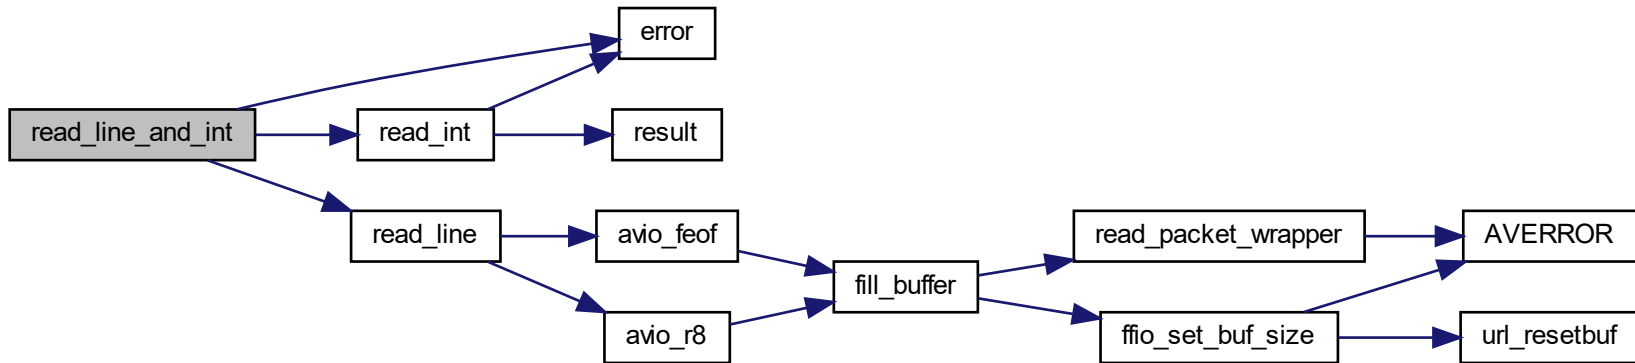 error
read_line_and_int
read_int
result
read_line
avio_feof
read_packet_wrapper
AVERROR
fill_buffer
avio_r8
ffio_set_buf_size
url_resetbuf